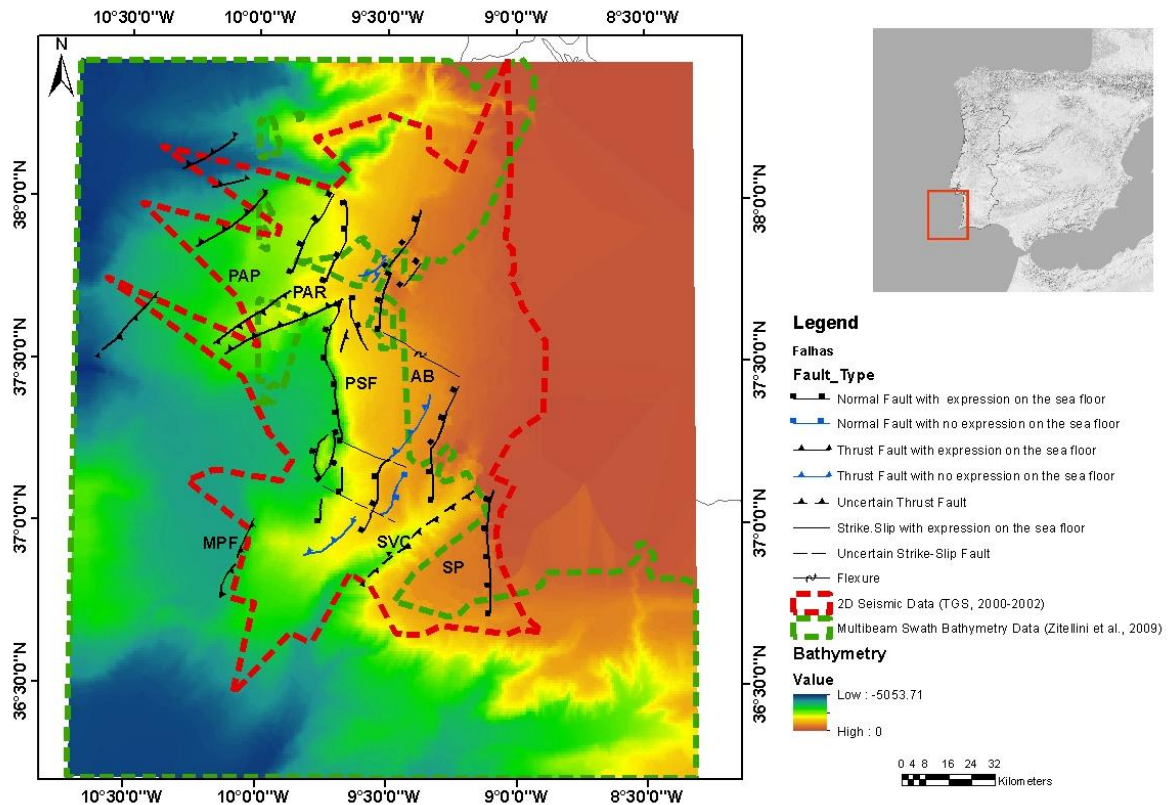 10°30'0"W 10°0'0"W 9°30'0"W 9°0'0"W 8°30'0"W
N
38°0'0"N
38°0'0"N
PAP
PAR
37°30'0"N
37°30'0"N
PSF
AB
37°0'0"N
37°0'0"N
MPF
SVC
SP
36°30'0"N
36°30'0"N
10°30'0"W 10°0'0"W 9°30'0"W 9°0'0"W 8°30'0"W
Legend
Falhas
Fault_Type
Normal Fault with expression on the sea floor
Normal Fault with no expression on the sea floor
Thrust Fault with expression on the sea floor
Thrust Fault with no expression on the sea floor
Uncertain Thrust Fault
Strike.Slip with expression on the sea floor
Uncertain Strike-Slip Fault
Flexure
2D Seismic Data (TGS, 2000-2002)
Multibeam Swath Bathymetry Data (Zitellini et al., 2009)
Bathymetry
Value
Low : -5053.71
High : 0
0 4 8 16 24 32
Kilometers